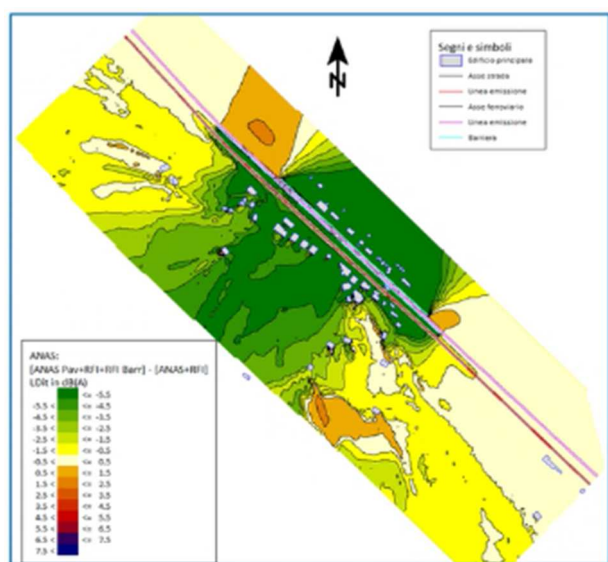 N
Segni e simboli
Edificio principale
Asse strada
Linea emissione
Asse ferroviario
Linea emissione
Barriera
ANAS:
[ANAS Pav+RFI+RFI Barr] - [ANAS+RFI]
in dB(A)
<= -5.5
-5.5 < <= -4.5
-4.5 < <= -3.5
-3.5 < <= -2.5
-2.5 < <= -1.5
-1.5 < <= -0.5
-0.5 < <= 0.5
0.5 < <= 1.5
1.5 < <= 2.5
2.5 < <= 3.5
3.5 < <= 4.5
4.5 < <= 5.5
5.5 < <= 6.5
6.5 < <= 7.5
7.5 <